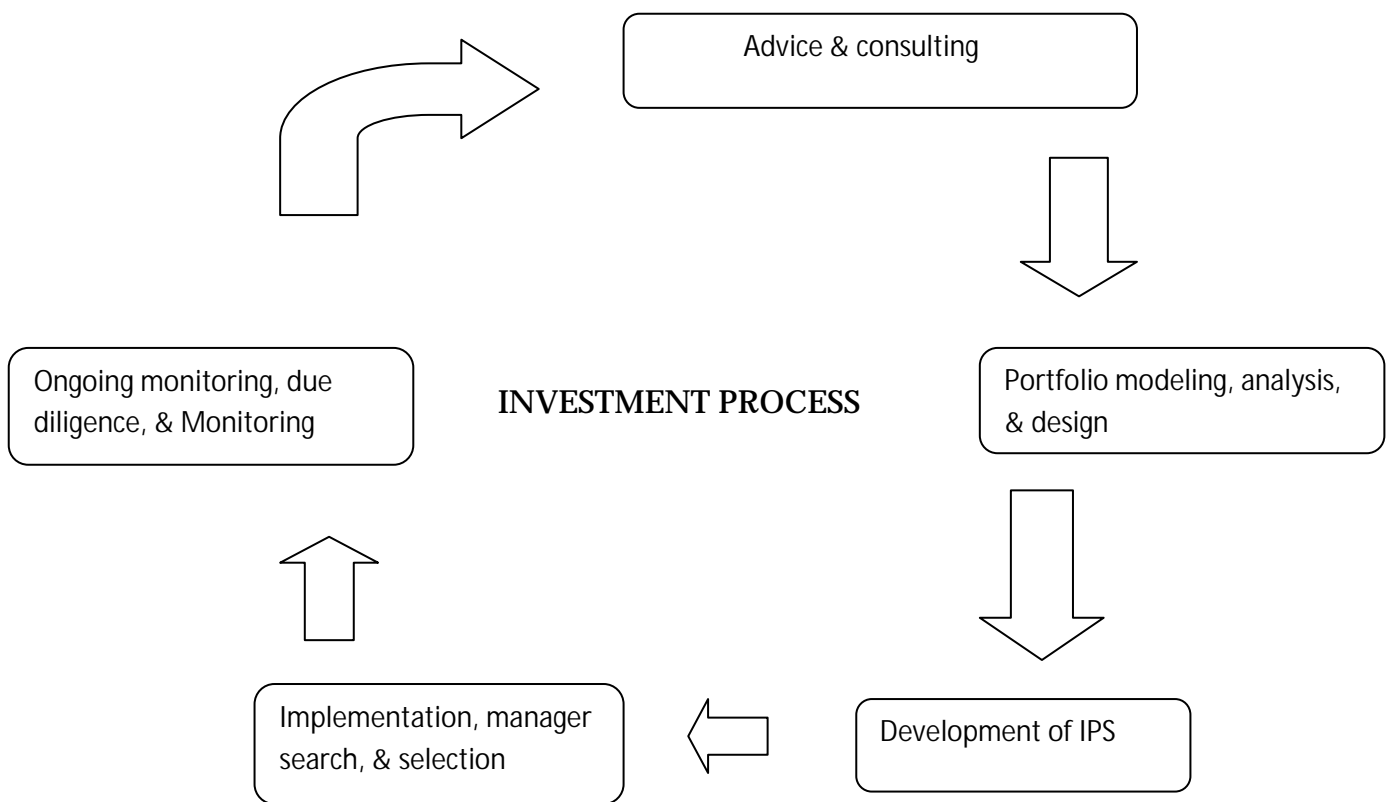 Advice & consulting
Ongoing monitoring, due
diligence, & Monitoring
INVESTMENT PROCESS
Portfolio modeling, analysis,
& design
Implementation, manager
search, & selection
Development of IPS